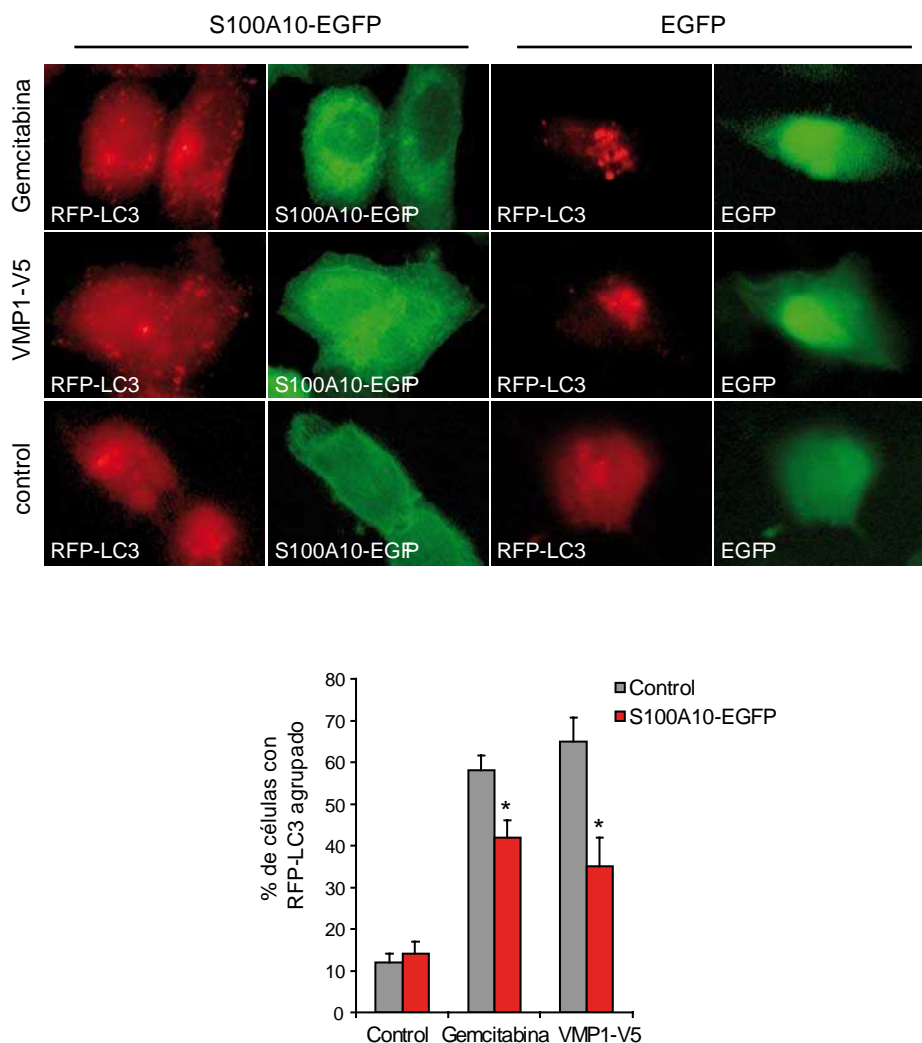 S100A10-EGFP EGFP
Gemcitabina
RFP-LC3 S100A10-EGFP RFP-LC3 EGFP
VMP1-V5
RFP-LC3 S100A10-EGFP RFP-LC3 EGFP
control
RFP-LC3 S100A10-EGFP RFP-LC3 EGFP
% de células con
RFP-LC3 agrupado
80
70
60
50
40
30
20
10
0
Control
S100A10-EGFP
*
*
Control Gemcitabina VMP1-V5